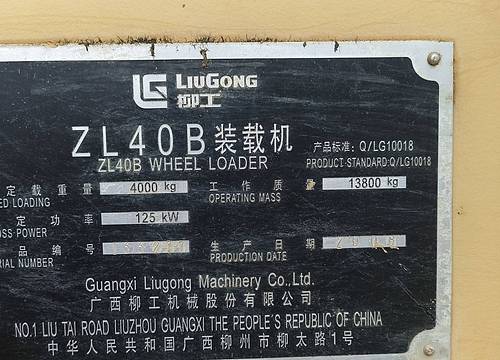 LG LIUGONG
柳工
ZL40B装载机 产品标准: Q/LG10018
ZL40B WHEEL LOADER PRODUCT STANDARD:Q/LG10018
定载重量 4000 kg 工作质量 13800 kg
ED LOADING OPERATING MASS
定功率 125 kW
OSS POWER
品编号 生产日期
RIAL NUMBER PRODUCTION DATE
Guangxi Liugong Machinery Co.,Ltd.
广西柳工机械股份有限公司
NO.1 LIU TAI ROAD LIUZHOU GUANGXI THE PEOPLE'S REPUBLIC OF CHINA
中华人民共和国广西柳州市柳太路1号